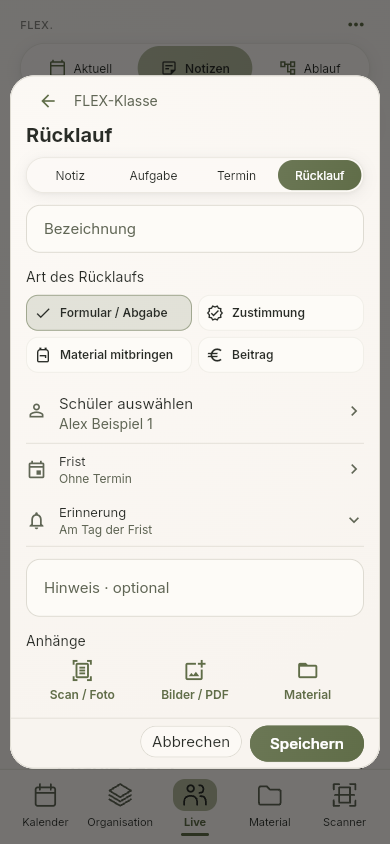 FLEX.
Aktuell
Notizen
Ablauf
FLEX-Klasse
Rücklauf
Notiz
Aufgabe
Termin
Rücklauf
Bezeichnung
Art des Rücklaufs
Formular / Abgabe
Zustimmung
Material mitbringen
Beitrag
Schüler auswählen
Alex Beispiel 1
Frist
Ohne Termin
Erinnerung
Am Tag der Frist
Hinweis · optional
Anhänge
Scan / Foto
Bilder / PDF
Material
Abbrechen
Speichern
Kalender
Organisation
Live
Material
Scanner